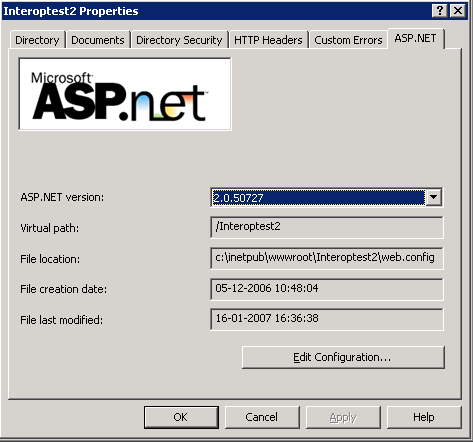 Interoptest2 Properties
Directory Documents Directory Security HTTP Headers Custom Errors ASP.NET
Microsoft
ASP.net
ASP.NET version: 2.0.50727
Virtual path: /Interoptest2
File location: c:\inetpub\wwwroot\Interoptest2\web.config
File creation date: 05-12-2006 10:48:04
File last modified: 16-01-2007 16:36:38
Edit Configuration...
OK Cancel Apply Help